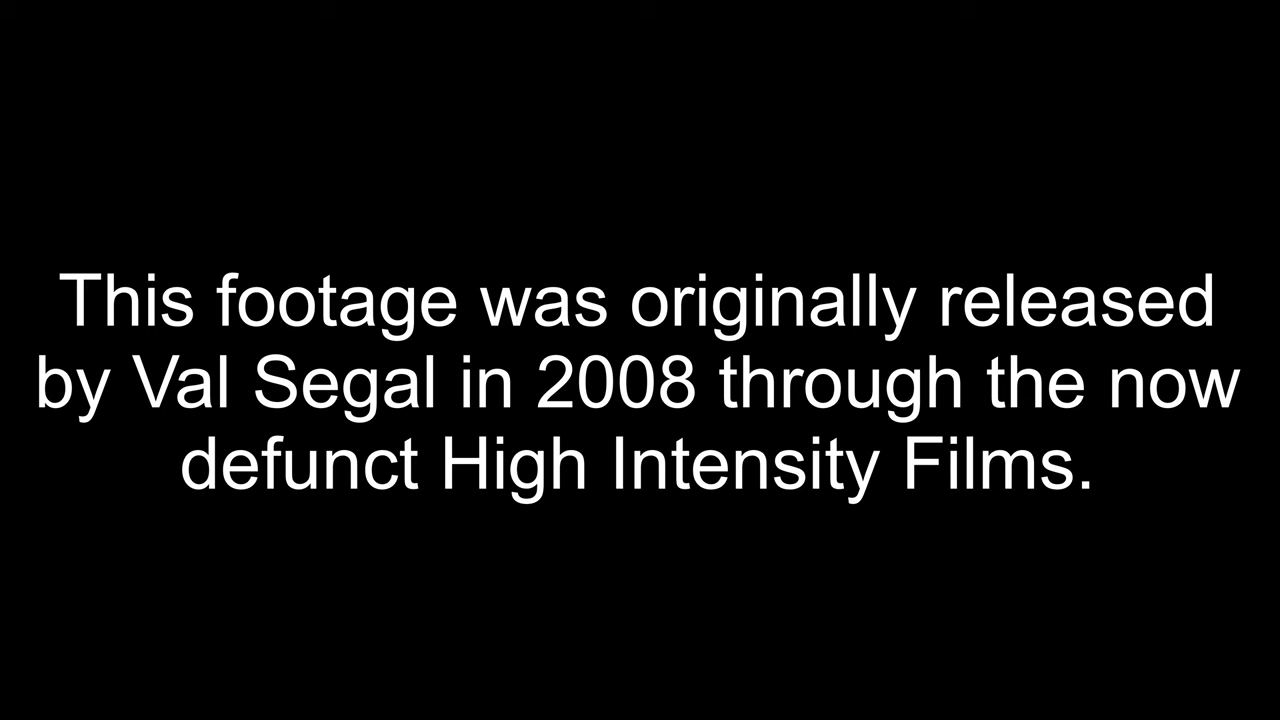 This footage was originally released
by Val Segal in 2008 through the now
defunct High Intensity Films.